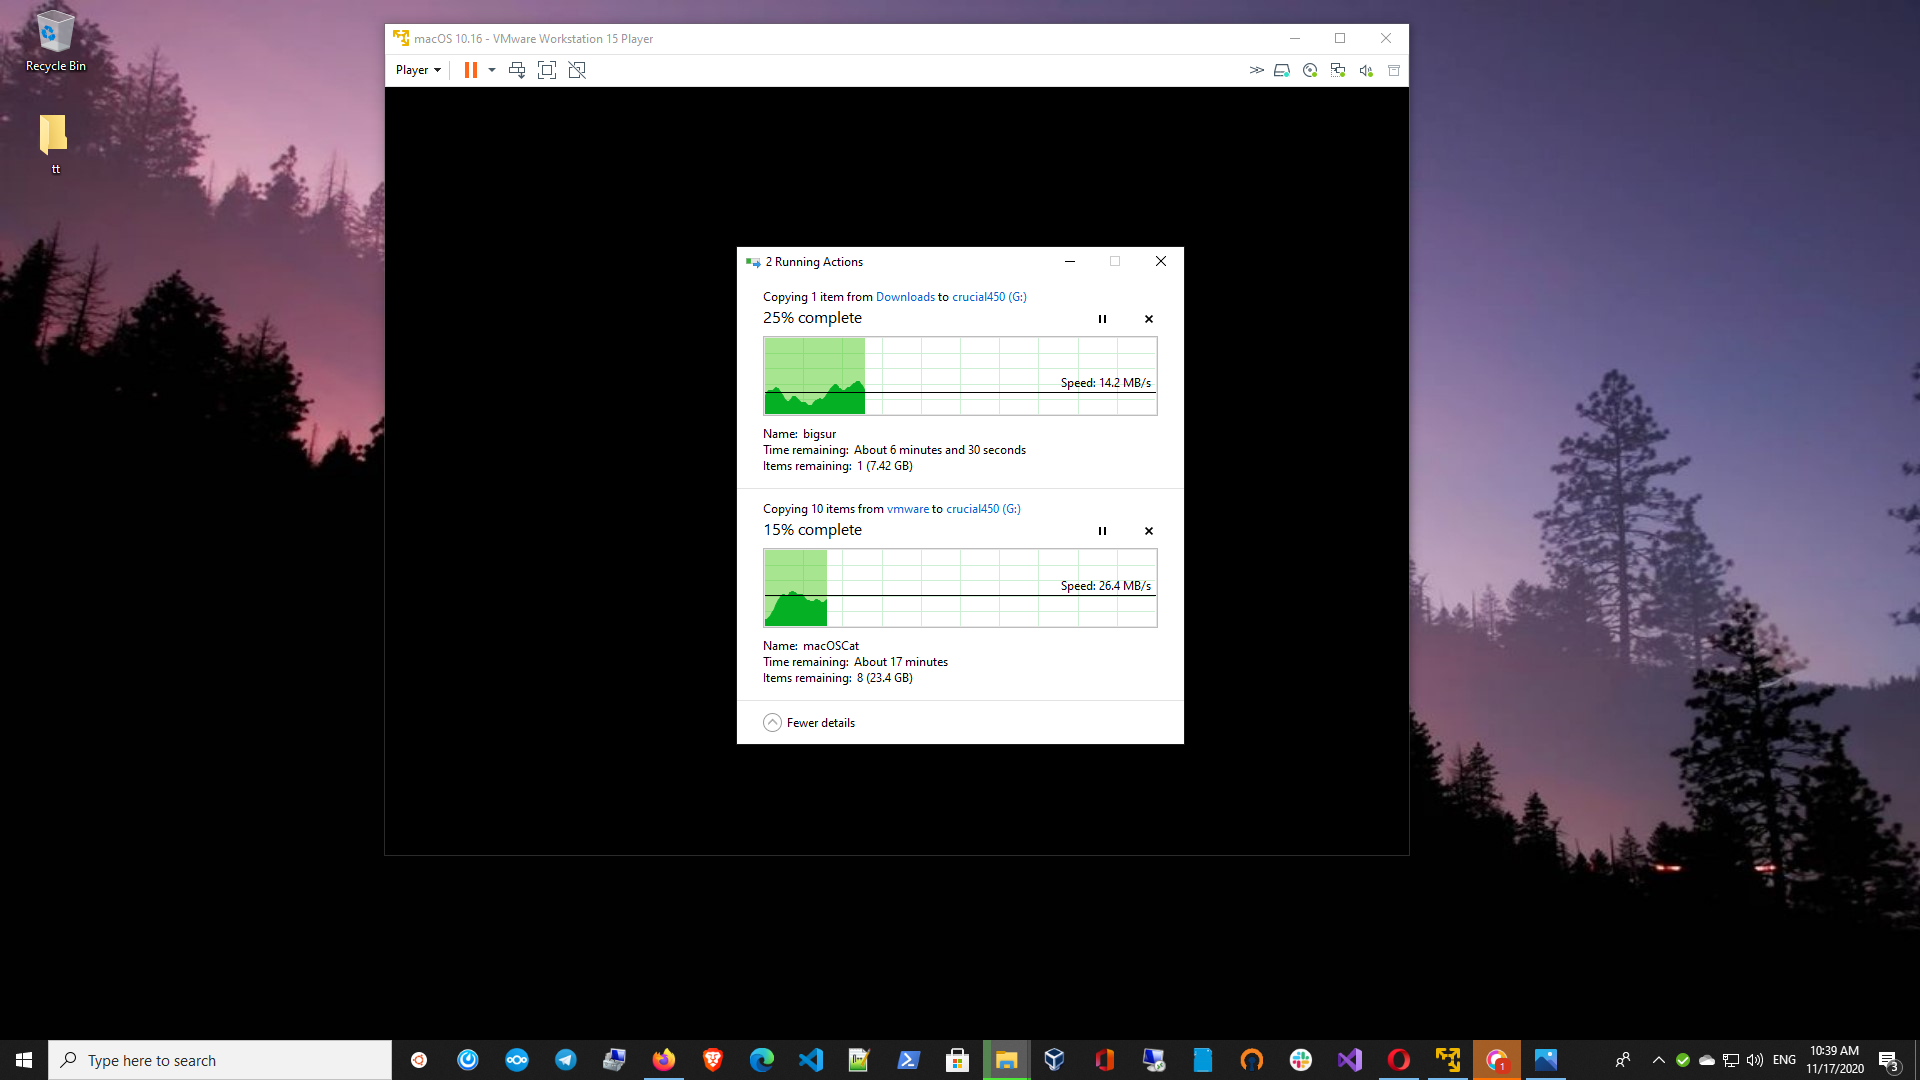 Recycle Bin
tt
macOS 10.16 - VMware Workstation 15 Player
Player
2 Running Actions
Copying 1 item from Downloads to crucial450 (G:)
25% complete
Speed: 14.2 MB/s
Name: bigsur
Time remaining: About 6 minutes and 30 seconds
Items remaining: 1 (7.42 GB)
Copying 10 items from vmware to crucial450 (G:)
15% complete
Speed: 26.4 MB/s
Name: macOSCat
Time remaining: About 17 minutes
Items remaining: 8 (23.4 GB)
Fewer details
Type here to search
1
ENG
10:39 AM
11/17/2020
3